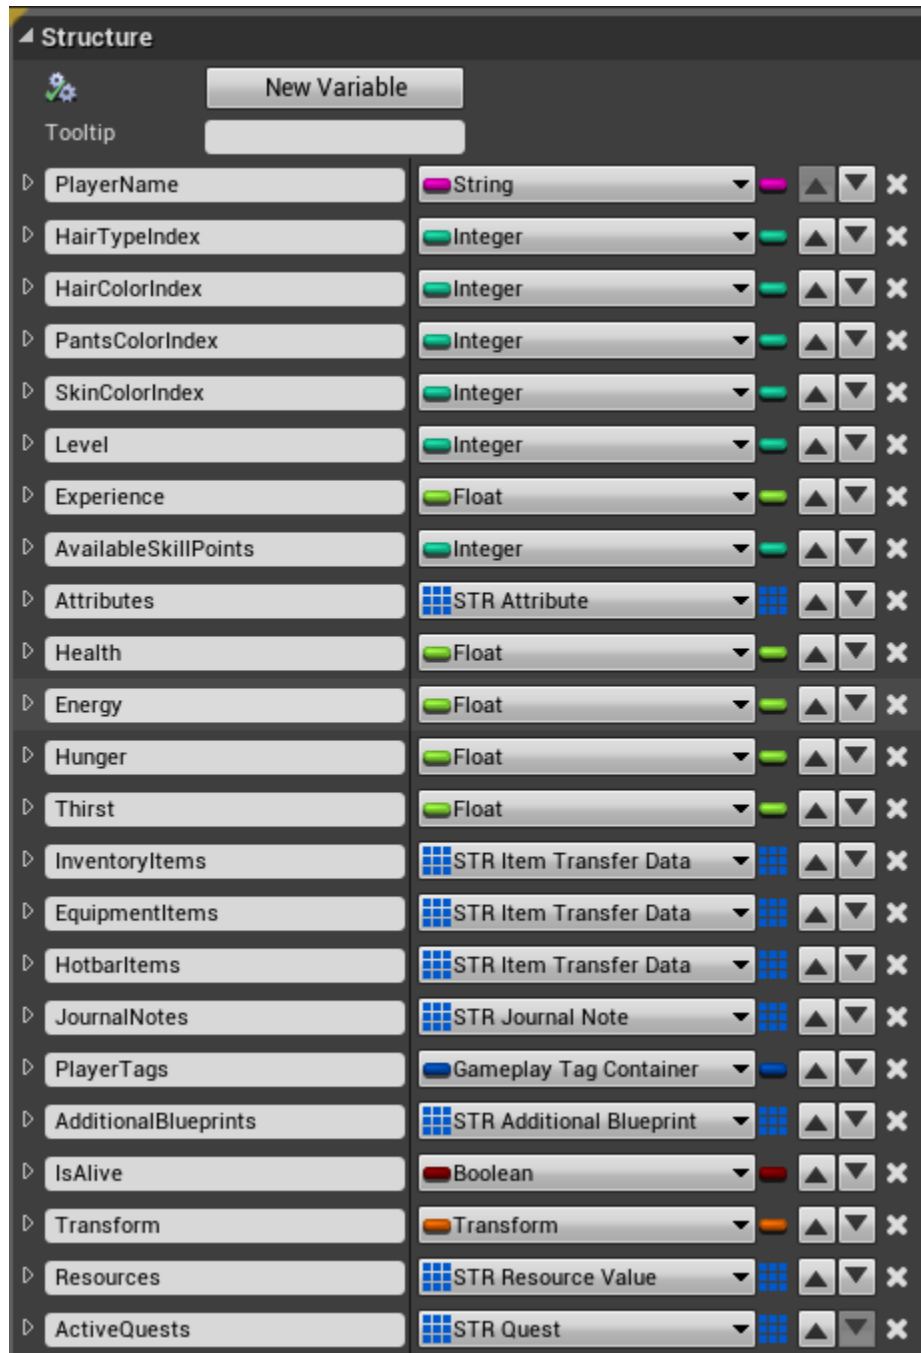 Structure
New Variable
Tooltip
PlayerName String
HairTypeIndex Integer
HairColorIndex Integer
PantsColorIndex Integer
SkinColorIndex Integer
Level Integer
Experience Float
AvailableSkillPoints Integer
Attributes STR Attribute
Health Float
Energy Float
Hunger Float
Thirst Float
InventoryItems STR Item Transfer Data
EquipmentItems STR Item Transfer Data
HotbarItems STR Item Transfer Data
JournalNotes STR Journal Note
PlayerTags Gameplay Tag Container
AdditionalBlueprints STR Additional Blueprint
IsAlive Boolean
Transform Transform
Resources STR Resource Value
ActiveQuests STR Quest